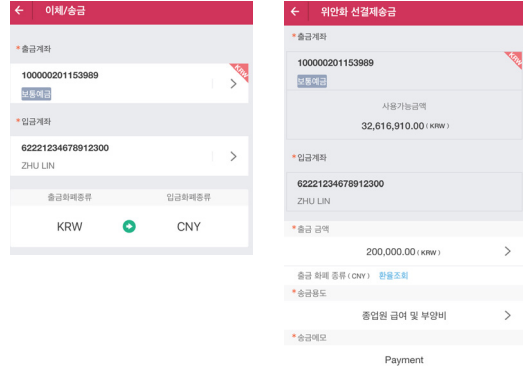 ← 이체/송금
*출금계좌
100000201153989
KRW
보통예금
*입금계좌
62221234678912300
ZHU LIN
출금화폐종류 입금화폐종류
KRW CNY
← 위안화 선결제송금
*출금계좌
100000201153989
KRW
보통예금
사용가능금액
32,616,910.00 (KRW)
*입금계좌
62221234678912300
ZHU LIN
*출금 금액
200,000.00 (KRW)
출금 화폐 종류 (CNY) 환율조회
*송금용도
종업원 급여 및 부양비
*송금메모
Payment